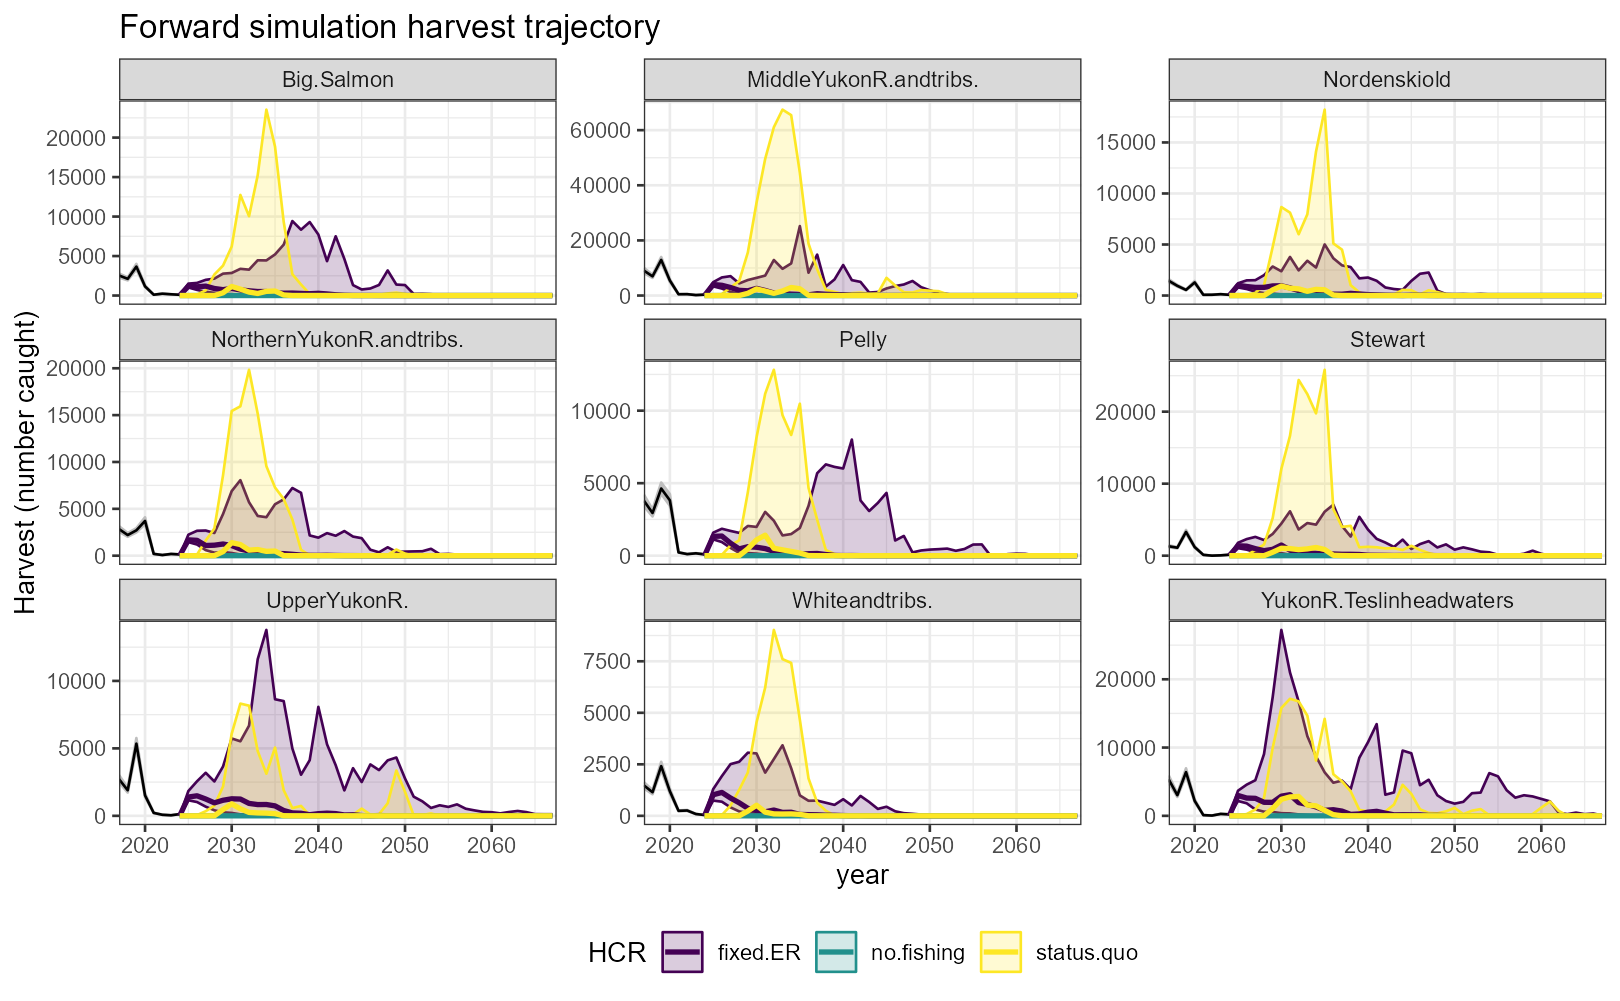 Forward simulation harvest trajectory
Big.Salmon
MiddleYukonR.andtribs.
Nordenskiold
20000
15000
10000
5000
0
60000
40000
20000
0
15000
10000
5000
0
NorthernYukonR.andtribs.
Pelly
Stewart
20000
15000
10000
5000
0
10000
5000
0
20000
10000
0
Harvest (number caught)
UpperYukonR.
Whiteandtribs.
YukonR.Teslinheadwaters
10000
5000
0
7500
5000
2500
0
20000
10000
0
2020 2030 2040 2050 2060
2020 2030 2040 2050 2060
2020 2030 2040 2050 2060
year
HCR fixed.ER no.fishing status.quo